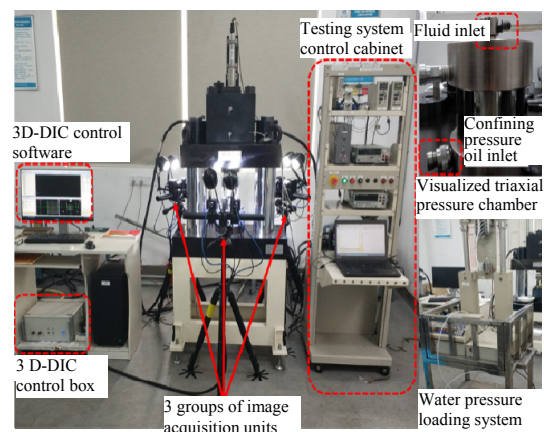 Testing system
control cabinet
Fluid inlet
3D-DIC control
software
Confining
pressure
oil inlet
Visualized triaxial
pressure chamber
3 D-DIC
control box
3 groups of image
acquisition units
Water pressure
loading system